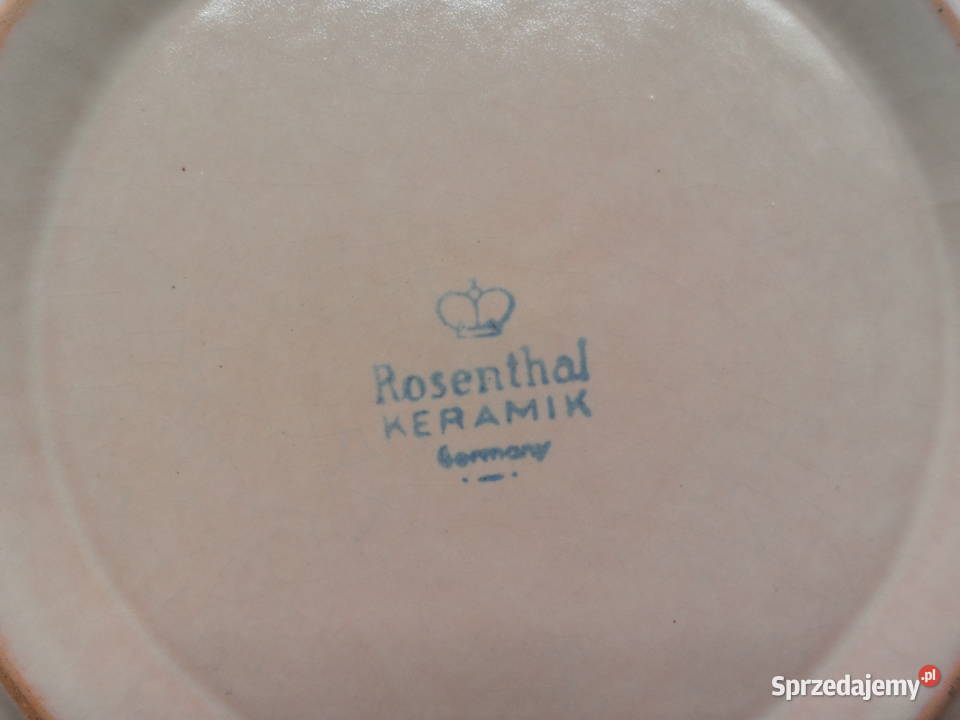 Rosenthal
KERAMIK
Germany
Sprzedajemy.pl